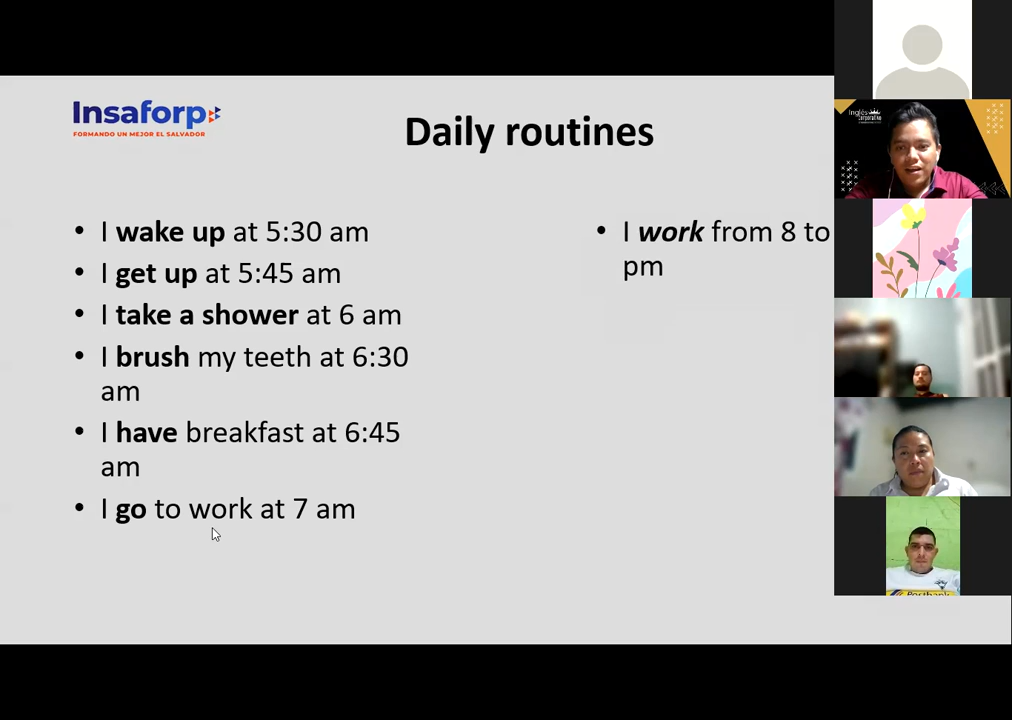 Insaforp
FORMANDO UN MEJOR EL SALVADOR
Daily routines
• I wake up at 5:30 am
• I get up at 5:45 am
• I take a shower at 6 am
• I brush my teeth at 6:30
am
• I have breakfast at 6:45
am
• I go to work at 7 am
• I work from 8 to
pm
Inglés
corporativo